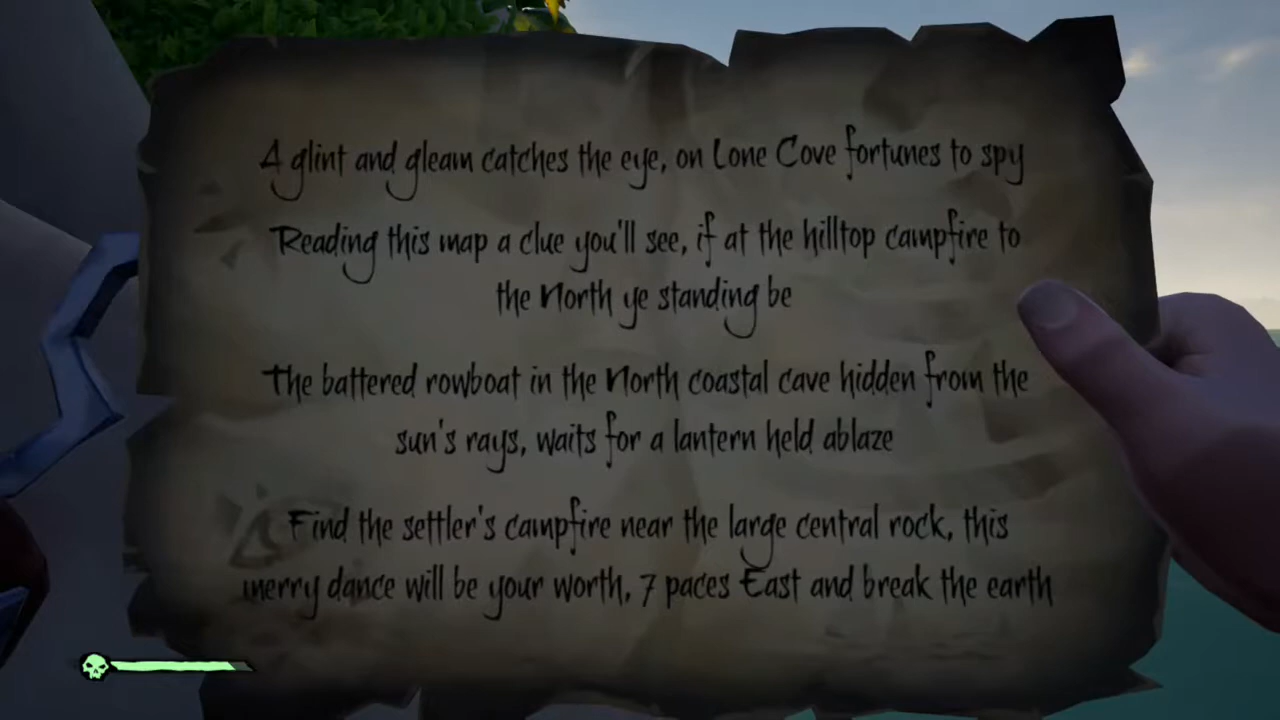 A glint and gleam catches the eye, on Lone Cove fortunes to spy
Reading this map a clue you'll see, if at the hilltop campfire to
the North ye standing be
The battered rowboat in the North coastal cave hidden from the
sun's rays, waits for a lantern held ablaze
Find the settler's campfire near the large central rock, this
merry dance will be your worth, 7 paces East and break the earth